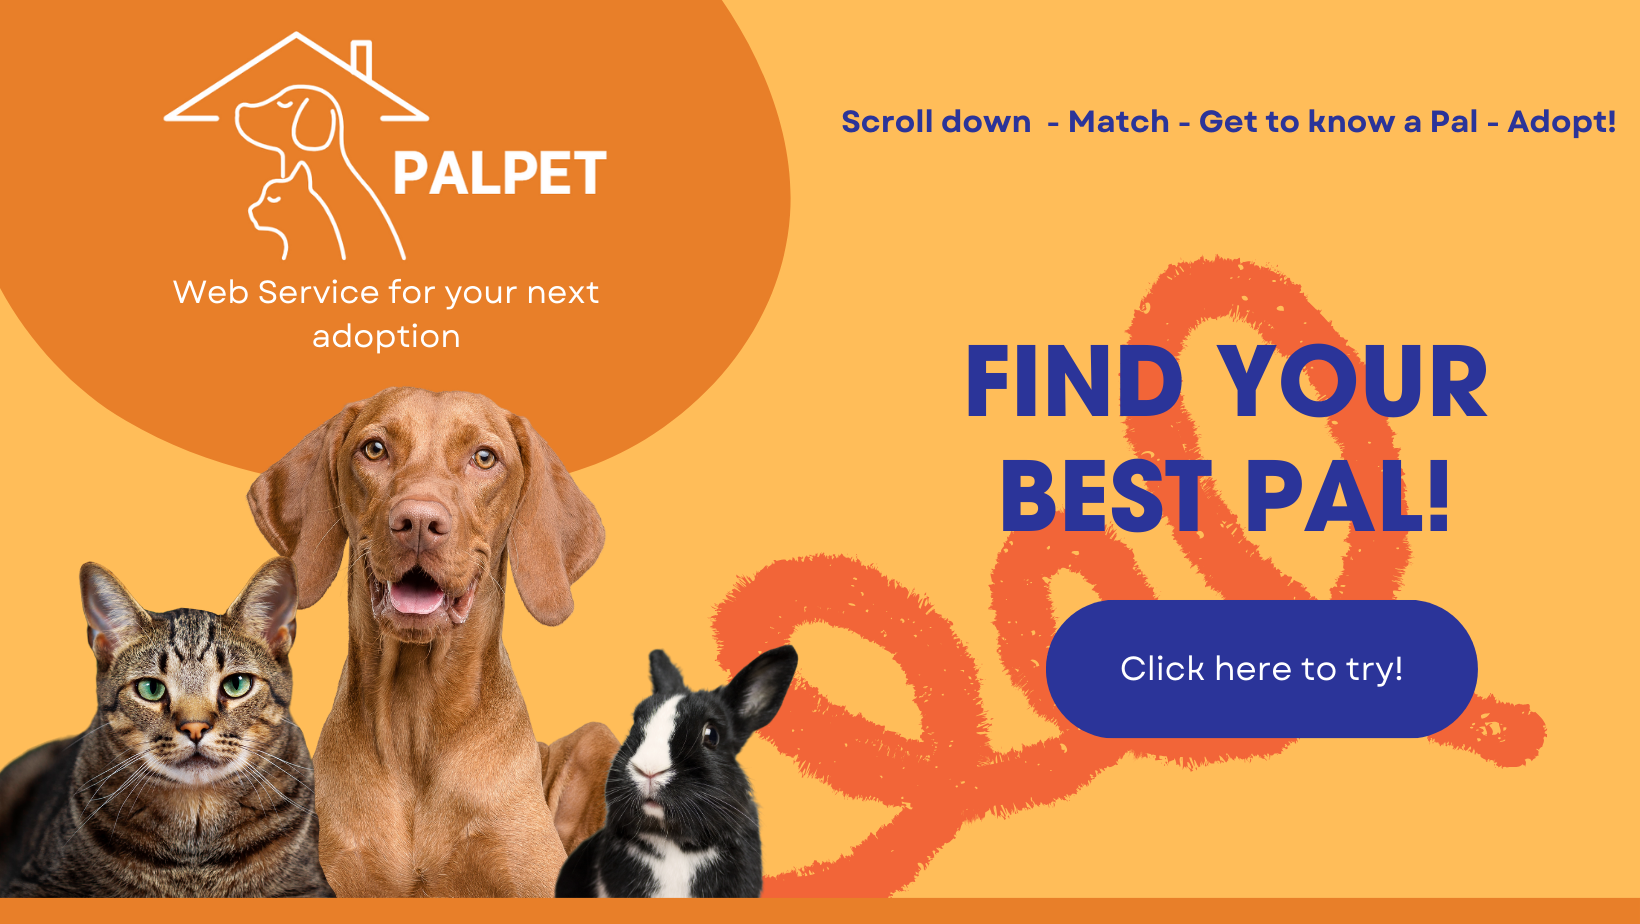 PALPET
Web Service for your next
adoption
Scroll down - Match - Get to know a Pal - Adopt!
FIND YOUR
BEST PAL!
Click here to try!